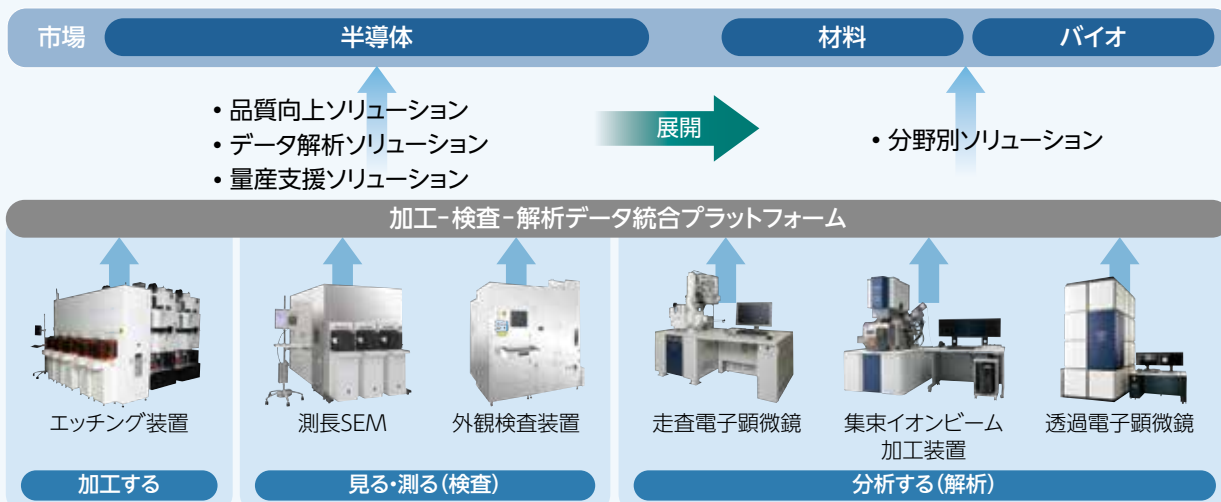 市場
半導体
材料
バイオ
・品質向上ソリューション
・データ解析ソリューション
・量産支援ソリューション
展開
・分野別ソリューション
加工-検査-解析データ統合プラットフォーム
エッチング装置
測長SEM
外観検査装置
走査電子顕微鏡
集束イオンビーム
加工装置
透過電子顕微鏡
加工する
見る・測る(検査)
分析する(解析)